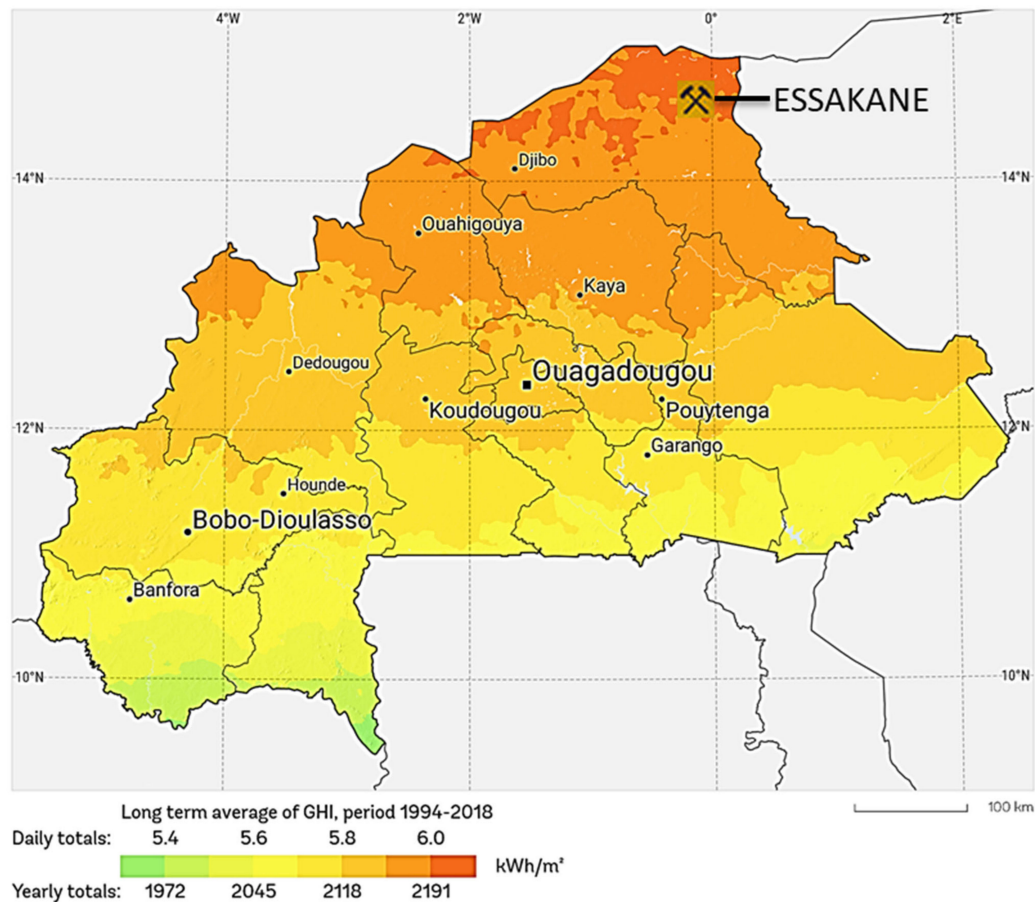 4°W 2°W 0° 2°E
ESSAKANE
Djibo
14°N 14°N
Ouahigouya
Kaya
Dedougou
Ouagadougou
Koudougou
Pouytenga
12°N 12°N
Garango
Hounde
Bobo-Dioulasso
Banfora
10°N 10°N
100 km
Long term average of GHI, period 1994-2018
Daily totals: 5.4 5.6 5.8 6.0
kWh/m²
Yearly totals: 1972 2045 2118 2191